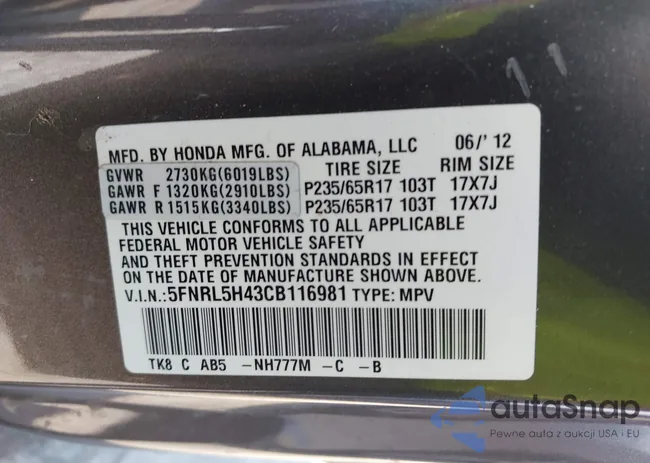 11
MFD. BY HONDA MFG. OF ALABAMA, LLC 06/'12
GVWR 2730KG(6019LBS) TIRE SIZE RIM SIZE
GAWR F 1320KG(2910LBS) P235/65R17 103T 17X7J
GAWR R 1515KG(3340LBS) P235/65R17 103T 17X7J
THIS VEHICLE CONFORMS TO ALL APPLICABLE
FEDERAL MOTOR VEHICLE SAFETY
AND THEFT PREVENTION STANDARDS IN EFFECT
ON THE DATE OF MANUFACTURE SHOWN ABOVE.
V.I.N.:5FNRL5H43CB116981 TYPE: MPV
TK8 C AB5 -NH777M -C -B
autaSnap
Pewne auta z aukcji USA i EU